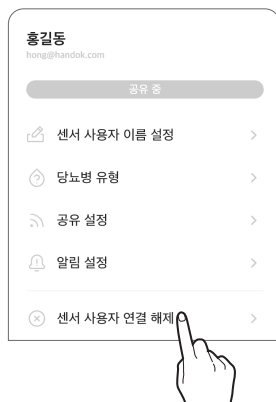 홍길동
hong@handok.com
공유 중
센서 사용자 이름 설정
당뇨병 유형
공유 설정
알림 설정
센서 사용자 연결 해제